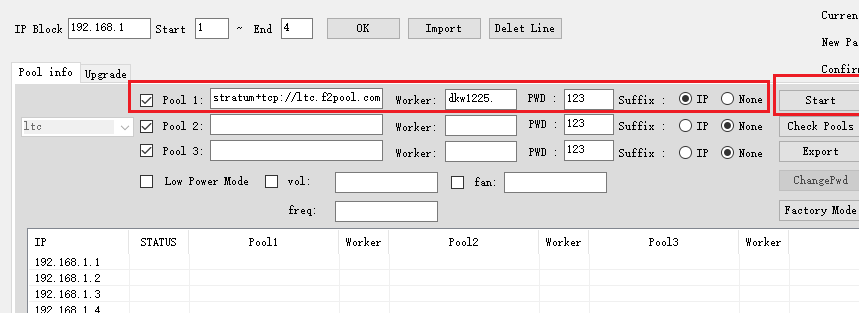 Curren
IP Block 192.168.1 Start 1 ~ End 4 OK Import Delet Line
New Pa
Confir
Pool info Upgrade
Pool 1: stratum+tcp://ltc.f2pool.com Worker: dkw1225. PWD : 123 Suffix : IP None Start
ltc Pool 2: Worker: PWD : 123 Suffix : IP None Check Pools
Pool 3: Worker: PWD : 123 Suffix : IP None Export
Low Power Mode vol: fan: ChangePwd
freq: Factory Mode
IP STATUS Pool1 Worker Pool2 Worker Pool3 Worker
192.168.1.1
192.168.1.2
192.168.1.3
192.168.1.4